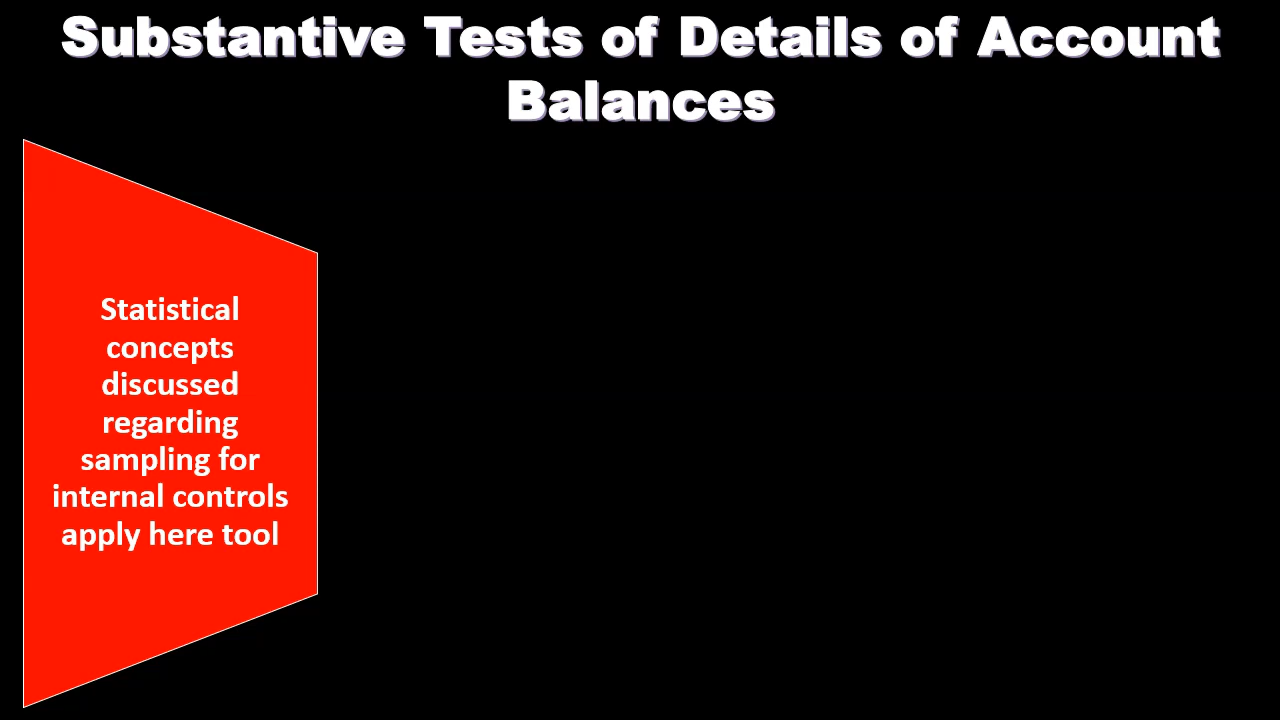 Substantive Tests of Details of Account
Balances
Statistical
concepts
discussed
regarding
sampling for
internal controls
apply here tool